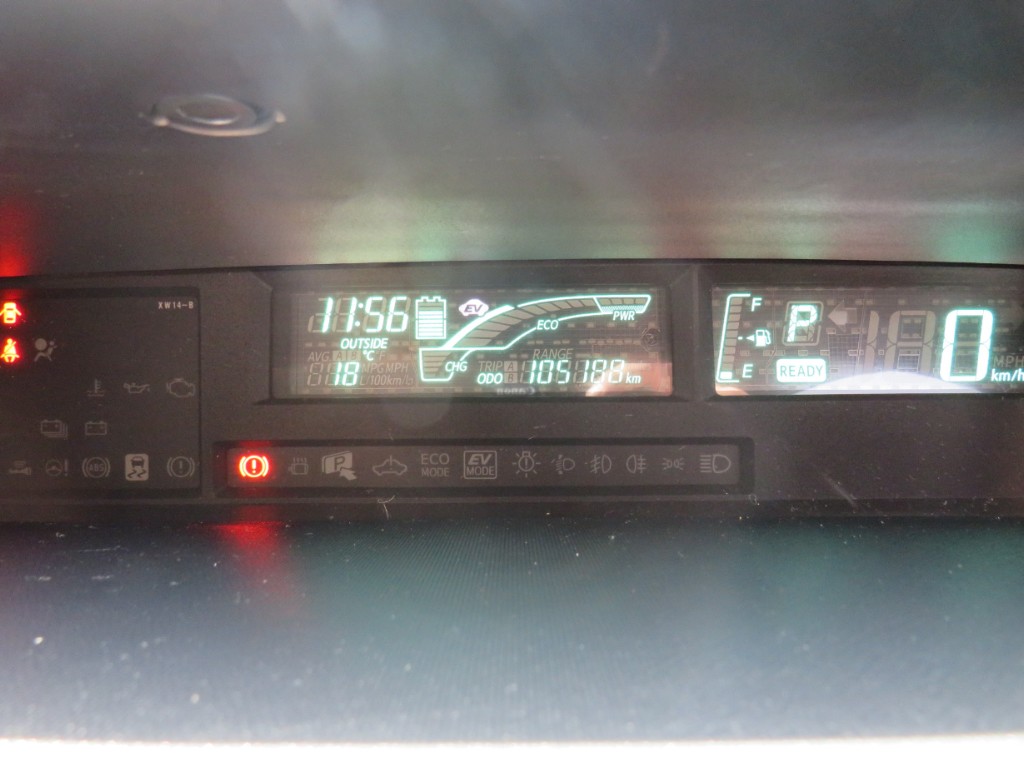 XW14-B
11:56
EV
ECO
PWR
OUTSIDE
°C
18
CHG
AVG
MPG MPH
L/100km/h
RANGE
TRIP A
ODO B 105188 km
F
E
P
READY
0
MPH
km/h
ABS
P
ECO
MODE
EV
MODE